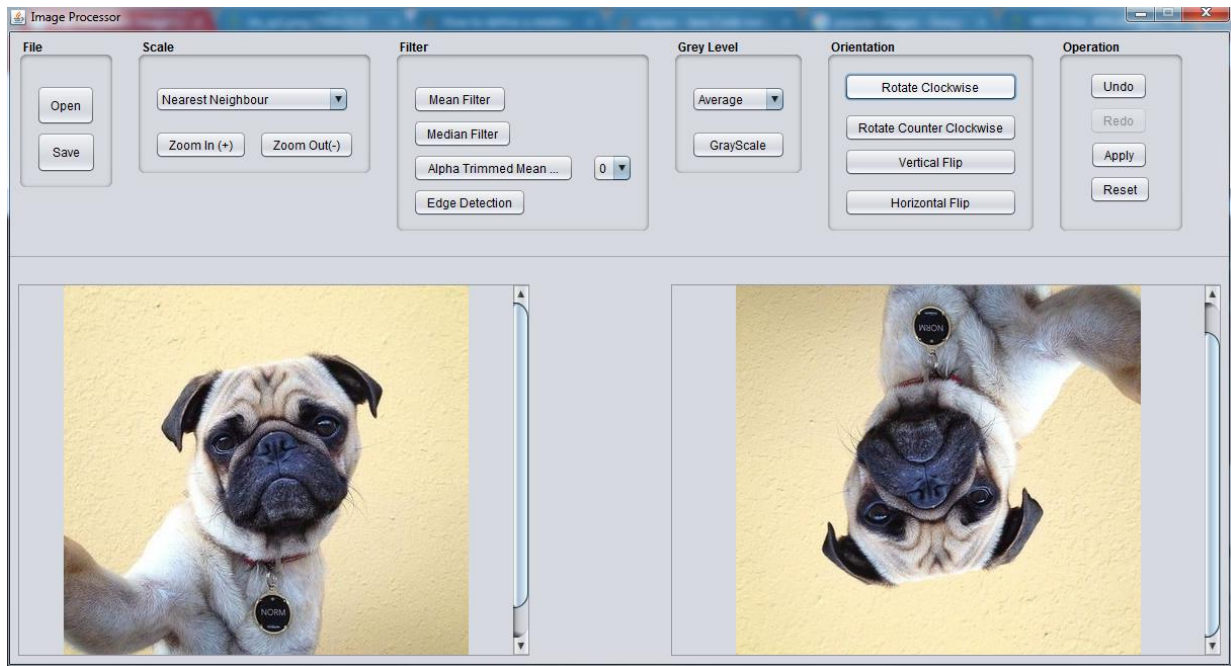 Image Processor
File
Open
Save
Scale
Nearest Neighbour
Zoom In (+)
Zoom Out(-)
Filter
Mean Filter
Median Filter
Alpha Trimmed Mean ...
0
Edge Detection
Grey Level
Average
GrayScale
Orientation
Rotate Clockwise
Rotate Counter Clockwise
Vertical Flip
Horizontal Flip
Operation
Undo
Redo
Apply
Reset
NORM
NORM